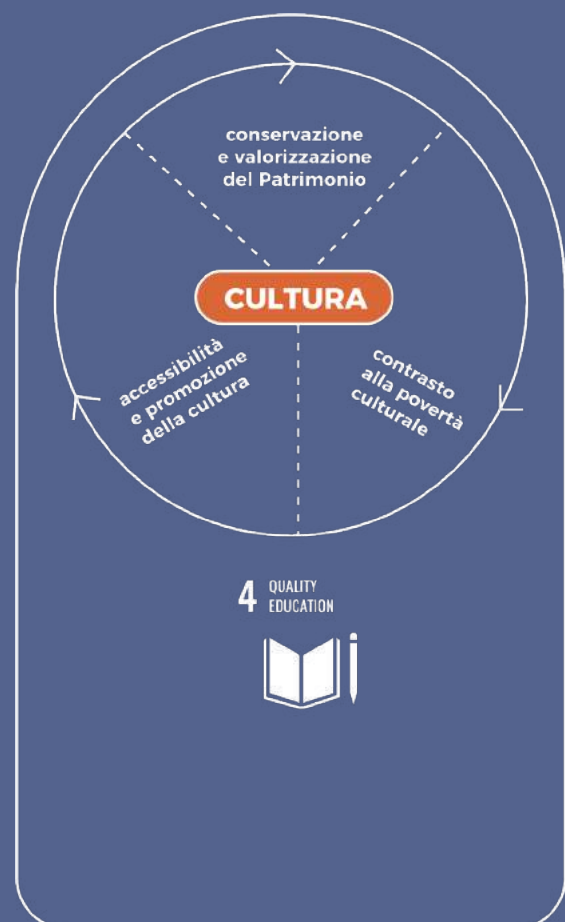 conservazione
e valorizzazione
del Patrimonio
CULTURA
accessibilità
e promozione
della cultura
contrasto
alla povertà
culturale
4 QUALITY
EDUCATION